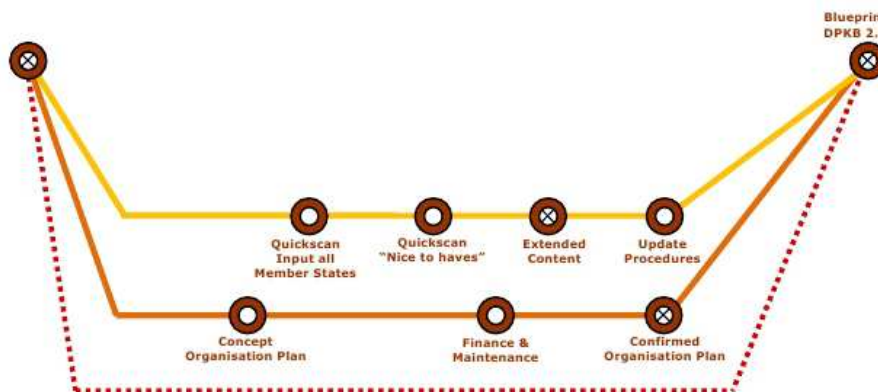 Blueprin
DPKB 2.
Quickscan
Input all
Member States
Quickscan
“Nice to haves”
Extended
Content
Update
Procedures
Concept
Organisation Plan
Finance &
Maintenance
Confirmed
Organisation Plan